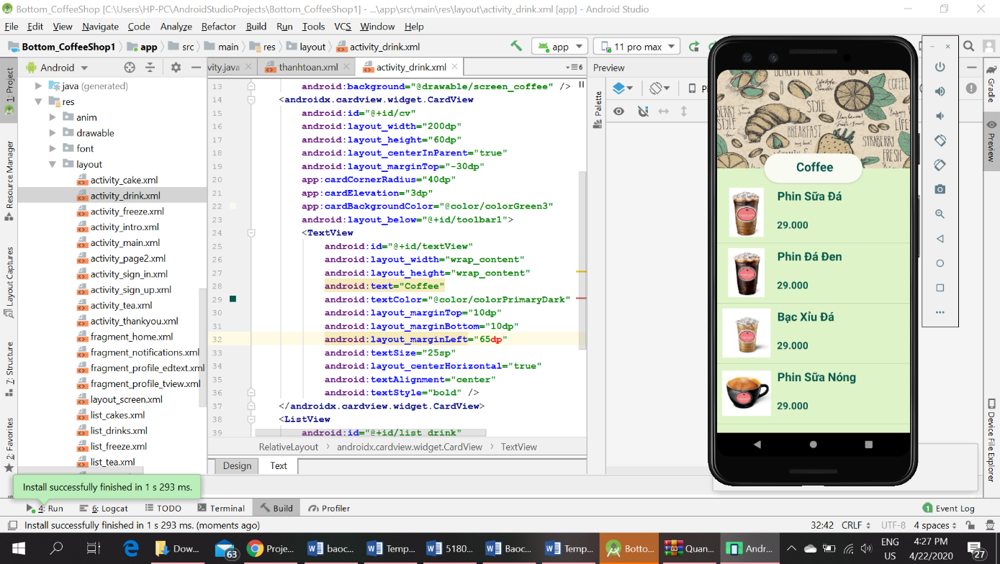 Bottom_CoffeeShop [C:\Users\HP-PC\AndroidStudioProjects\Bottom_CoffeeShop1] - ...\app\src\main\res\layout\activity_drink.xml [app] - Android Studio
File Edit View Navigate Code Analyze Refactor Build Run Tools VCS Window Help
Bottom_CoffeeShop1 app src main res layout activity_drink.xml
app
11 pro max
Android
vity.java thanhtoan.xml activity_drink.xml
6
Preview
1: Project
Resource Manager
Layout Captures
7: Structure
2: Favorites
java (generated)
res
anim
drawable
font
layout
activity_cake.xml
activity_drink.xml
activity_freeze.xml
activity_intro.xml
activity_main.xml
activity_page2.xml
activity_sign_in.xml
activity_sign_up.xml
activity_tea.xml
activity_thankyou.xml
fragment_home.xml
fragment_notifications.xml
fragment_profile_edtext.xml
fragment_profile_tview.xml
layout_screen.xml
list_cakes.xml
list_drinks.xml
list_freeze.xml
list_tea.xml
13 android:background="@drawable/screen_coffee" />
14 <androidx.cardview.widget.CardView
15 android:id="@+id/cv"
16 android:layout_width="200dp"
17 android:layout_height="60dp"
18 android:layout_centerInParent="true"
19 android:layout_marginTop="-30dp"
20 app:cardCornerRadius="40dp"
21 app:cardElevation="3dp"
22 app:cardBackgroundColor="@color/colorGreen3"
23 android:layout_below="@+id/toolbar1">
24 <TextView
25 android:id="@+id/textView"
26 android:layout_width="wrap_content"
27 android:layout_height="wrap_content"
28 android:text="Coffee"
29 android:textColor="@color/colorPrimaryDark"
30 android:layout_marginTop="10dp"
31 android:layout_marginBottom="10dp"
32 android:layout_marginLeft="65dp"
33 android:textSize="25sp"
34 android:layout_centerHorizontal="true"
35 android:textAlignment="center"
36 android:textStyle="bold" />
37 </androidx.cardview.widget.CardView>
38 <ListView
39 android:id="@+id/list_drink"
RelativeLayout androidx.cardview.widget.CardView TextView
Design Text
Palette
Pi
Gradle
Preview
Device File Explorer
BEAUTY FRESH
STYLE
COFFEE
BERRY STYLE
BREAKFAST
STRABERRY
FRESH
Coffee
Phin Sữa Đá
29.000
Phin Đá Đen
29.000
Bạc Xỉu Đá
29.000
Phin Sữa Nóng
29.000
Install successfully finished in 1 s 293 ms.
4: Run 6: Logcat TODO Terminal Build Profiler
1 Event Log
Install successfully finished in 1 s 293 ms. (moments ago)
32:42 CRLF UTF-8 4 spaces
Dow... 63 Proje... baoc... Temp... 5180... Baoc... Temp... Botto... Quan... Andr...
ENG
US
4:27 PM
4/22/2020
27